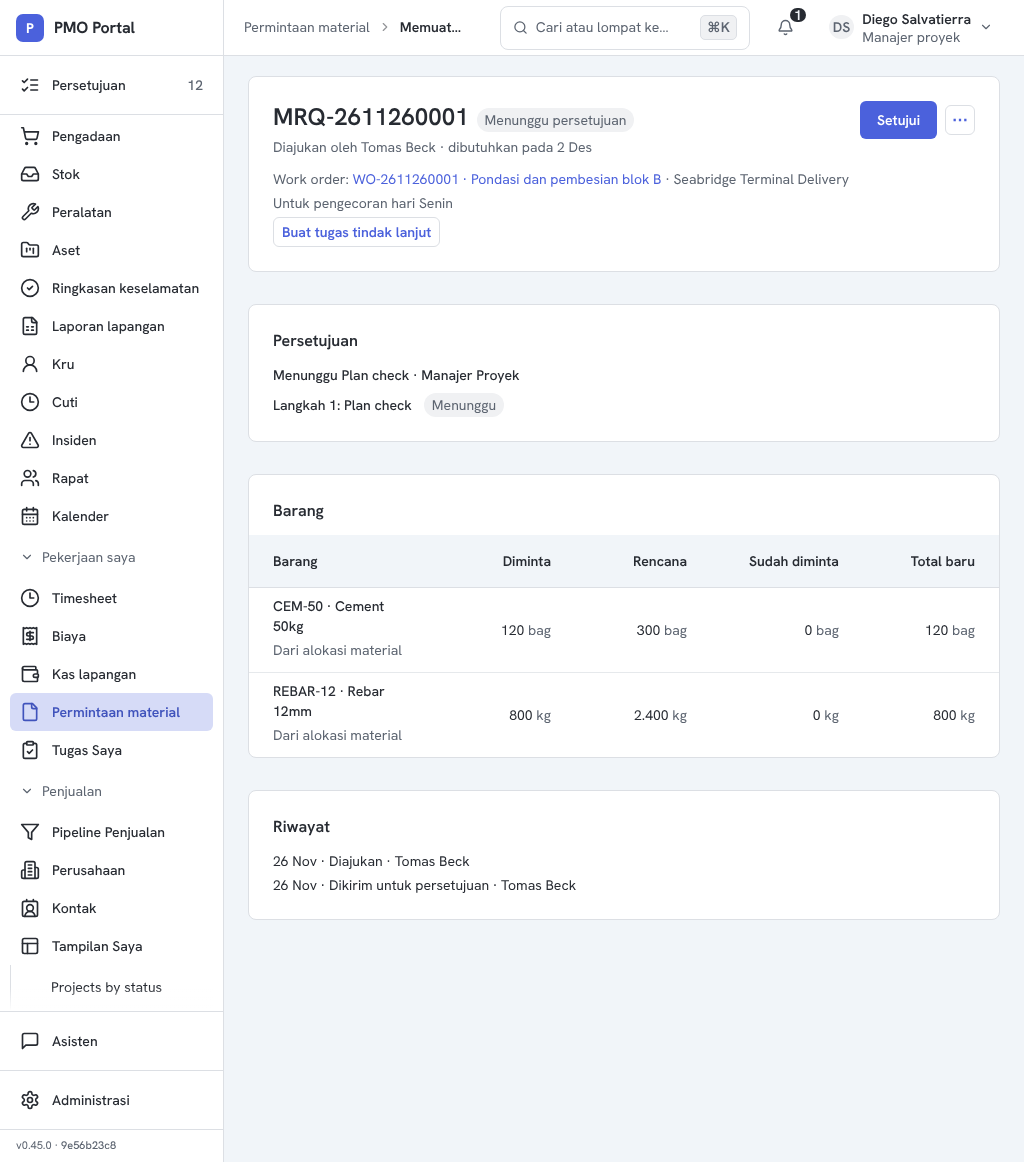 P PMO Portal
Permintaan material > Memuat...
Cari atau lompat ke... ⌘K
1
DS Diego Salvatierra
Manajer proyek
Persetujuan 12
Pengadaan
Stok
Peralatan
Aset
Ringkasan keselamatan
Laporan lapangan
Kru
Cuti
Insiden
Rapat
Kalender
Pekerjaan saya
Timesheet
Biaya
Kas lapangan
Permintaan material
Tugas Saya
Penjualan
Pipeline Penjualan
Perusahaan
Kontak
Tampilan Saya
Projects by status
Asisten
Administrasi
v0.45.0 · 9e56b23c8
MRQ-2611260001 Menunggu persetujuan
Setujui ...
Diajukan oleh Tomas Beck · dibutuhkan pada 2 Des
Work order: WO-2611260001 · Pondasi dan pembesian blok B · Seabridge Terminal Delivery
Untuk pengecoran hari Senin
Buat tugas tindak lanjut
Persetujuan
Menunggu Plan check · Manajer Proyek
Langkah 1: Plan check Menunggu
Barang
Barang Diminta Rencana Sudah diminta Total baru
CEM-50 · Cement
50kg
Dari alokasi material
120 bag 300 bag 0 bag 120 bag
REBAR-12 · Rebar
12mm
Dari alokasi material
800 kg 2.400 kg 0 kg 800 kg
Riwayat
26 Nov · Diajukan · Tomas Beck
26 Nov · Dikirim untuk persetujuan · Tomas Beck